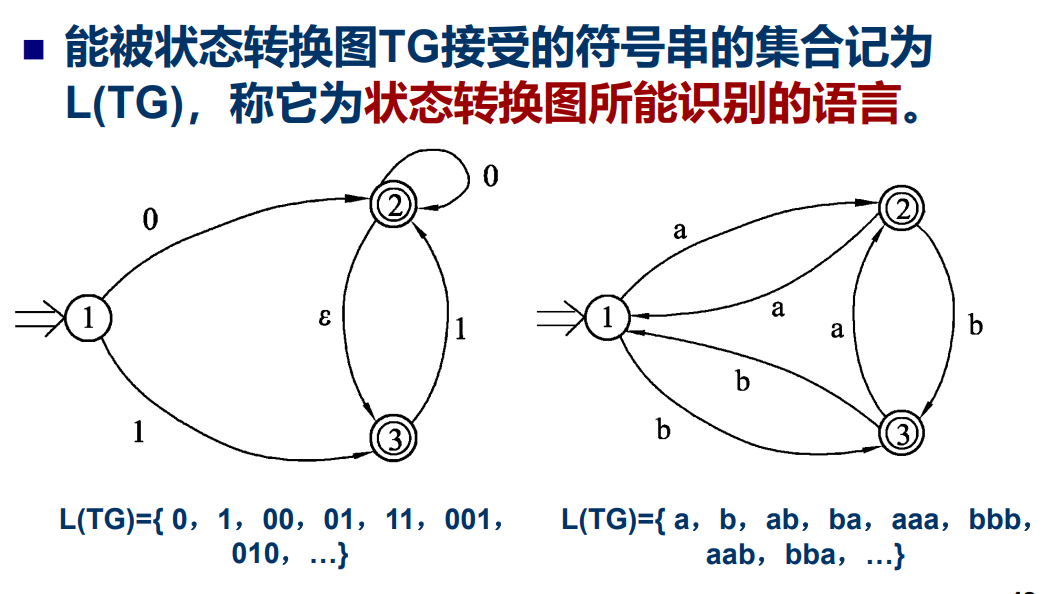 ■ 能被状态转换图TG接受的符号串的集合记为
L(TG)，称它为状态转换图所能识别的语言。
0
2
0
1
ε
1
1
3
a
2
1
a
a
b
b
b
3
L(TG)={ 0，1，00，01，11，001，
010，…}
L(TG)={ a，b，ab，ba，aaa，bbb，
aab，bba，…}